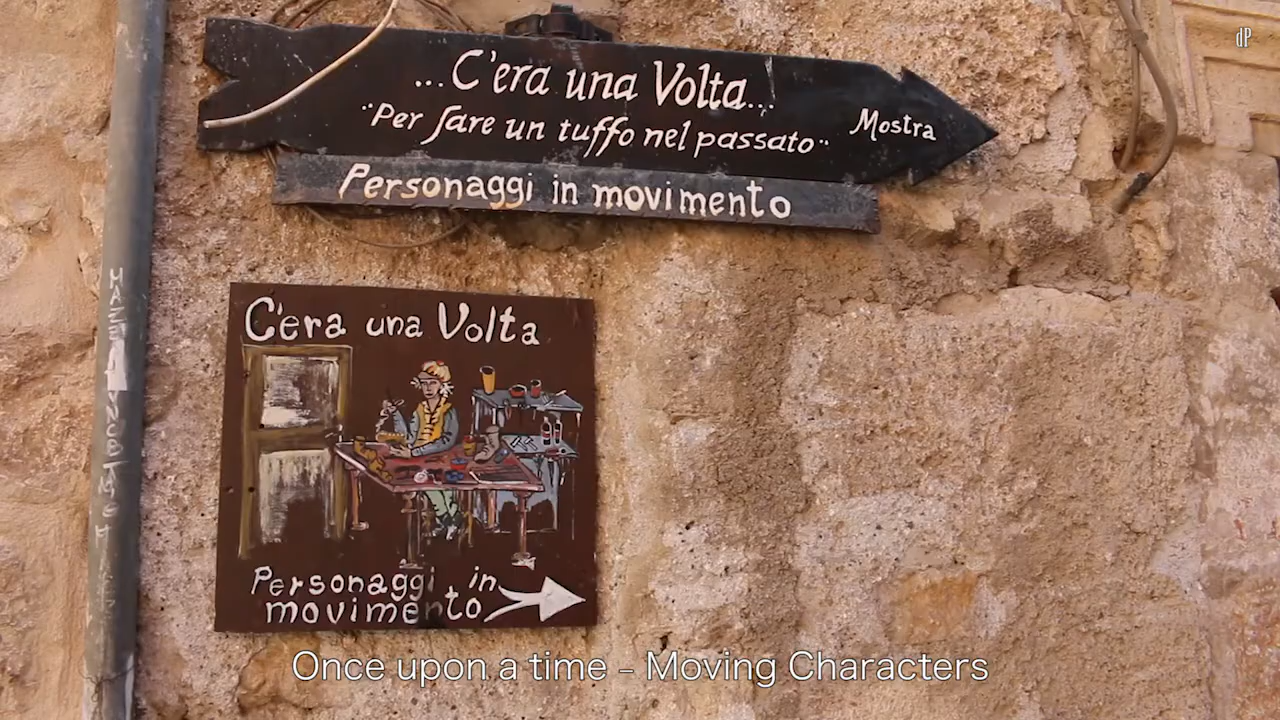 dP
...C'era una Volta...
"Per fare un tuffo nel passato"
Mostra
Personaggi in movimento
C'era una Volta
Personaggi in
movimento
Once upon a time - Moving Characters